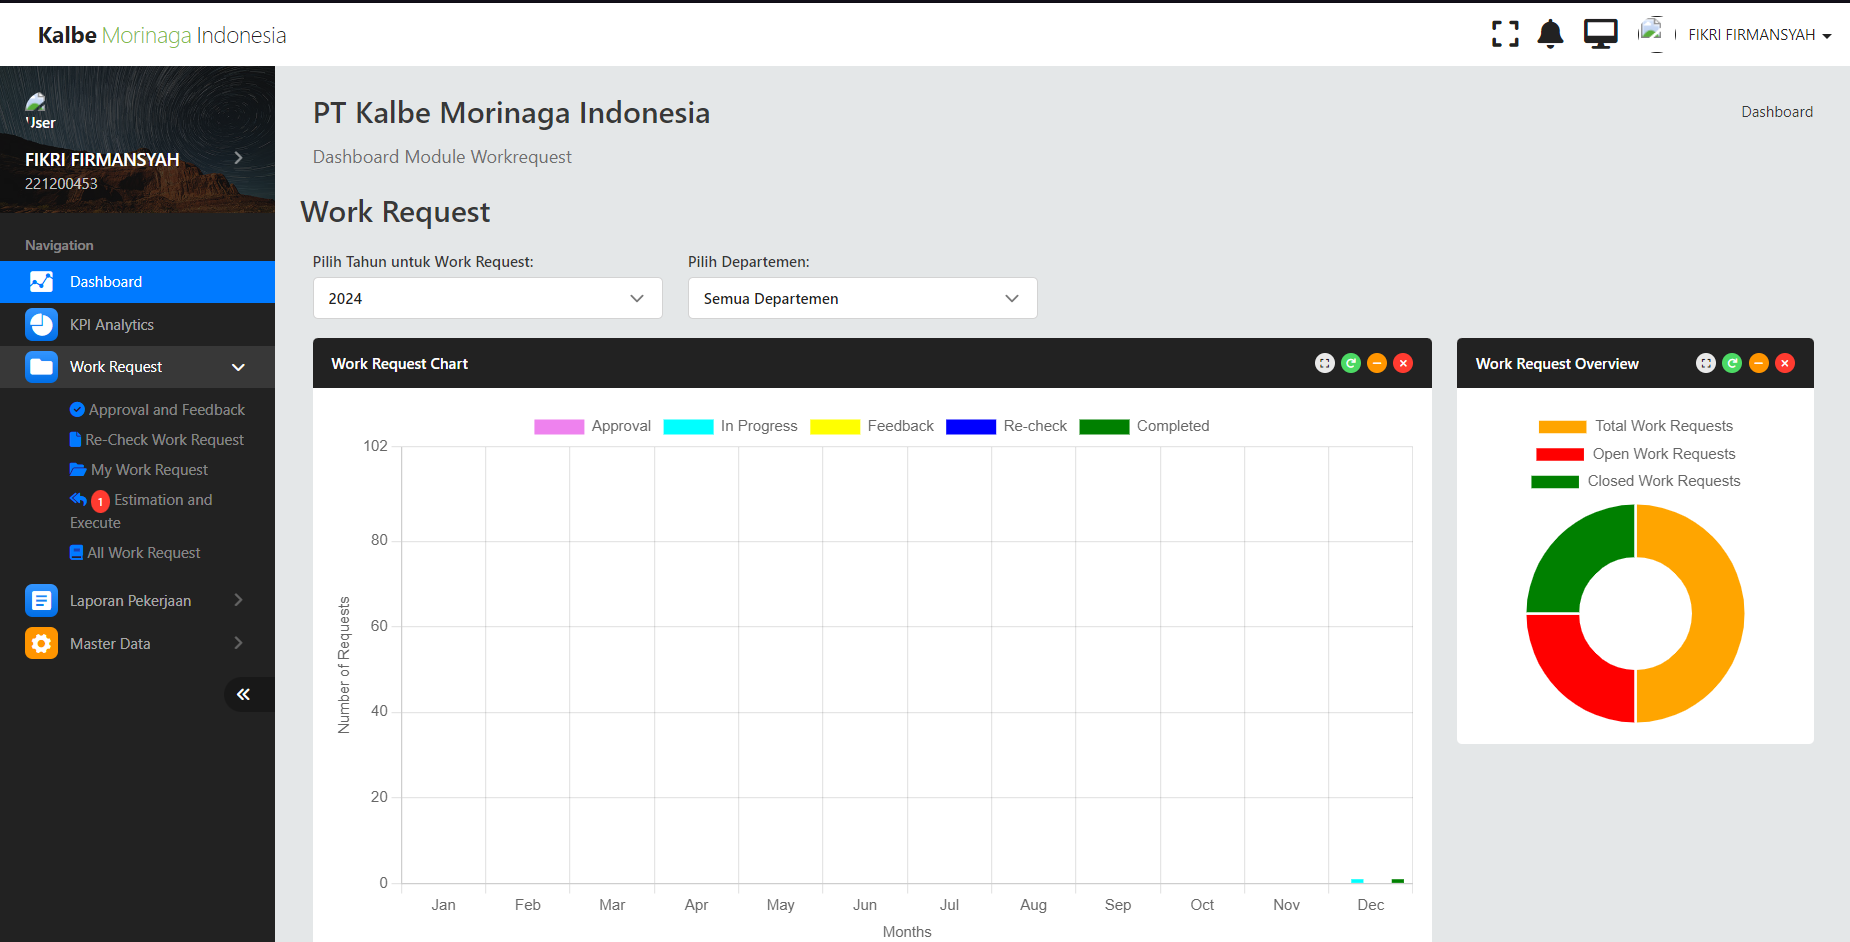 Kalbe Morinaga Indonesia
FIKRI FIRMANSYAH
User
FIKRI FIRMANSYAH
221200453
Navigation
Dashboard
KPI Analytics
Work Request
Approval and Feedback
Re-Check Work Request
My Work Request
1 Estimation and
Execute
All Work Request
Laporan Pekerjaan
Master Data
PT Kalbe Morinaga Indonesia
Dashboard
Dashboard Module Workrequest
Work Request
Pilih Tahun untuk Work Request:
2024
Pilih Departemen:
Semua Departemen
Work Request Chart
Approval
In Progress
Feedback
Re-check
Completed
102
80
60
40
20
0
Number of Requests
Jan
Feb
Mar
Apr
May
Jun
Jul
Aug
Sep
Oct
Nov
Dec
Months
Work Request Overview
Total Work Requests
Open Work Requests
Closed Work Requests